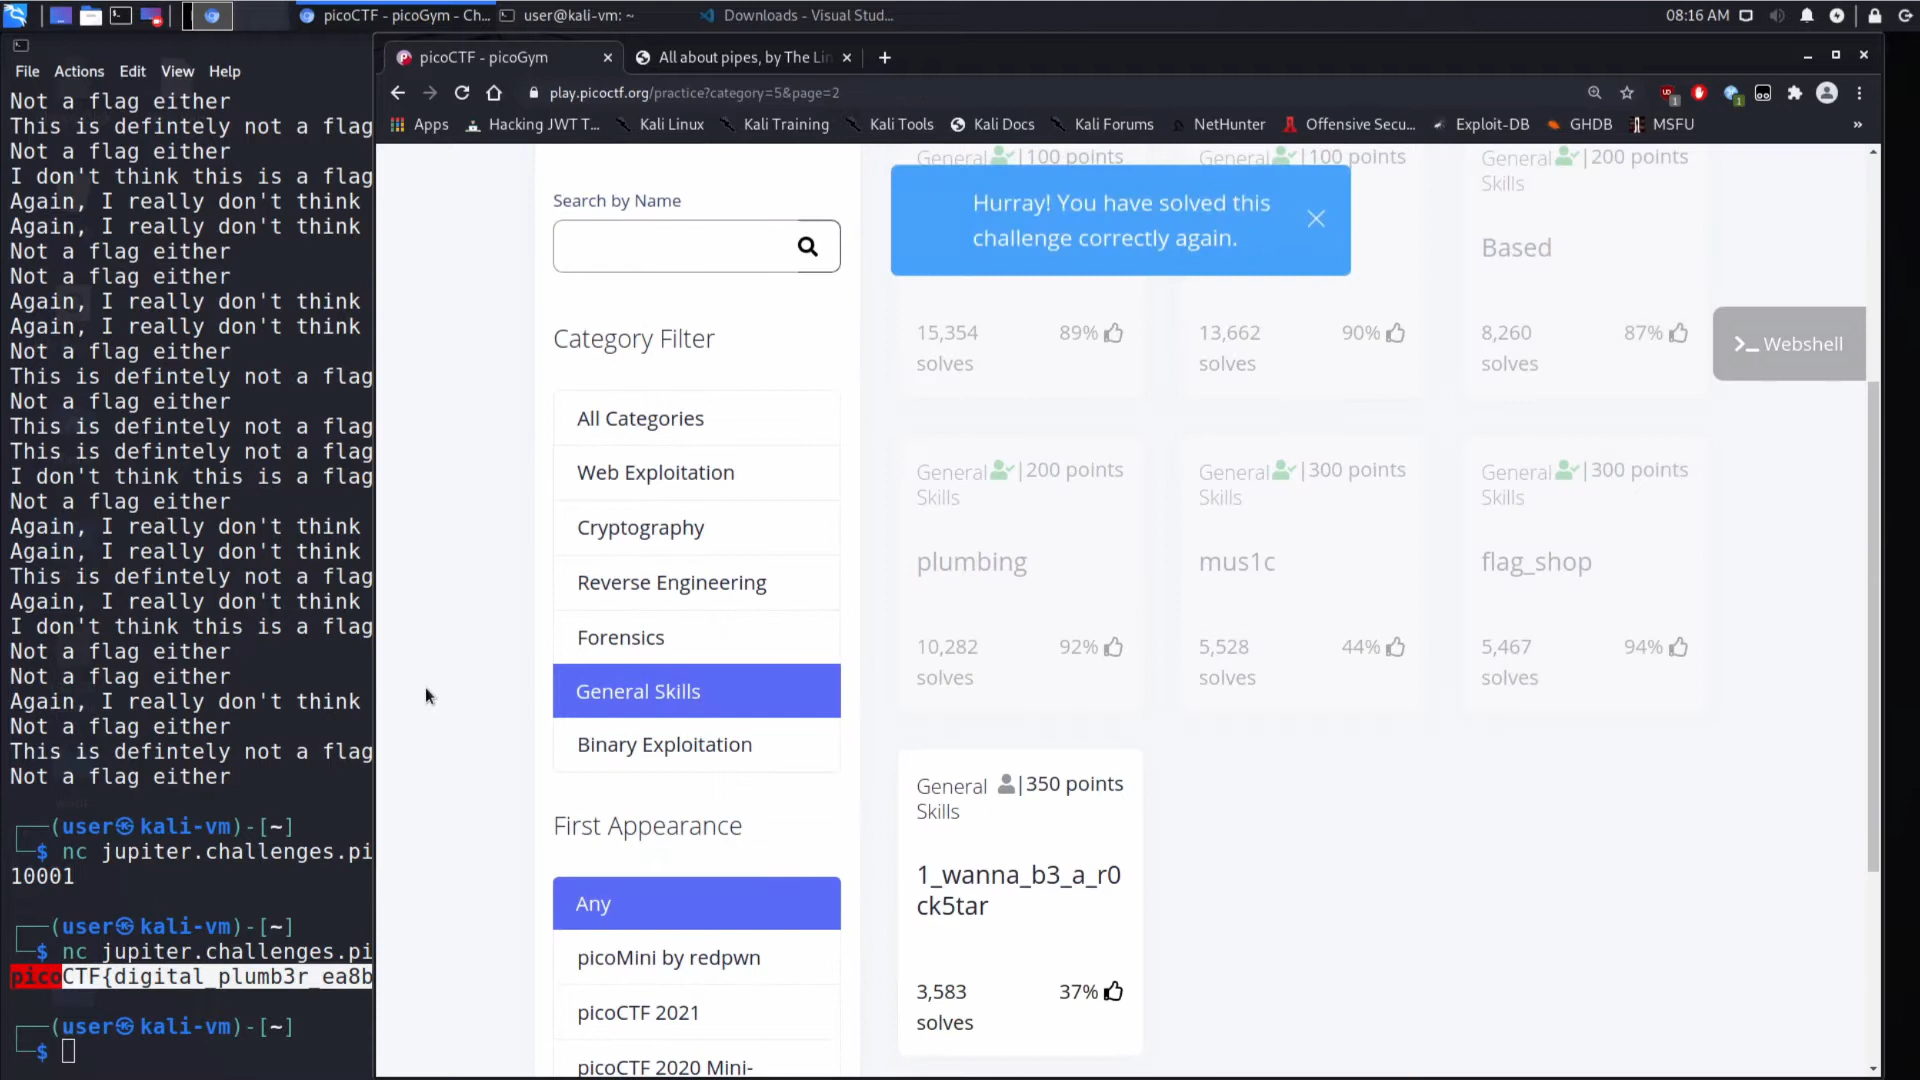 picoCTF - picoGym - Ch...
user@kali-vm: ~
Downloads - Visual Stud...
08:16 AM
File Actions Edit View Help
Not a flag either
This is defintely not a flag
Not a flag either
I don't think this is a flag
Again, I really don't think
Again, I really don't think
Not a flag either
Not a flag either
Again, I really don't think
Again, I really don't think
Not a flag either
This is defintely not a flag
Not a flag either
This is defintely not a flag
This is defintely not a flag
I don't think this is a flag
Not a flag either
Again, I really don't think
Again, I really don't think
This is defintely not a flag
Again, I really don't think
I don't think this is a flag
Not a flag either
Not a flag either
Again, I really don't think
Not a flag either
This is defintely not a flag
Not a flag either
(user㉿kali-vm)-[~]
$ nc jupiter.challenges.pi
10001
(user㉿kali-vm)-[~]
$ nc jupiter.challenges.pi
picoCTF{digital_plumb3r_ea8b
(user㉿kali-vm)-[~]
$
picoCTF - picoGym
All about pipes, by The Lin
play.picoctf.org/practice?category=5&page=2
Apps
Hacking JWT T...
Kali Linux
Kali Training
Kali Tools
Kali Docs
Kali Forums
NetHunter
Offensive Secu...
Exploit-DB
GHDB
MSFU
»
Search by Name
Category Filter
All Categories
Web Exploitation
Cryptography
Reverse Engineering
Forensics
General Skills
Binary Exploitation
First Appearance
Any
picoMini by redpwn
picoCTF 2021
picoCTF 2020 Mini-
General |100 points
General |100 points
General |200 points
Skills
Hurray! You have solved this
challenge correctly again.
Based
15,354 89%
solves
13,662 90%
solves
8,260 87%
solves
>_ Webshell
General |200 points
Skills
plumbing
10,282 92%
solves
General |300 points
Skills
mus1c
5,528 44%
solves
General |300 points
Skills
flag_shop
5,467 94%
solves
General |350 points
Skills
1_wanna_b3_a_r0
ck5tar
3,583 37%
solves